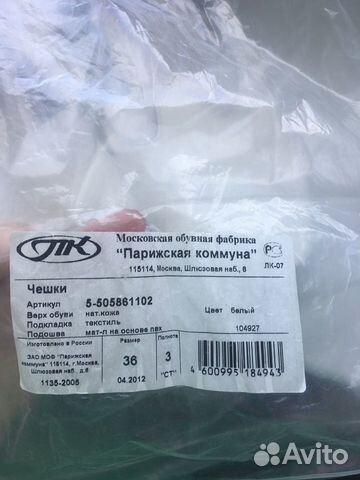 ПК
Московская обувная фабрика
"Парижская коммуна"
115114, Москва, Шлюзовая наб., 6
РС
ЛК-07
Чешки
Артикул 5-505861102
Верх обуви нат.кожа Цвет белый
Подкладка текстиль
Подошва мат-л на основе пвх 104927
Изготовлено в России Размер Полнота
ЗАО МОФ "Парижская
коммуна" 115114, г.Москва,
Шлюзовая наб., д.6
36 3
1135-2005 04.2012 "СТ"
4 600995 184943
Avito